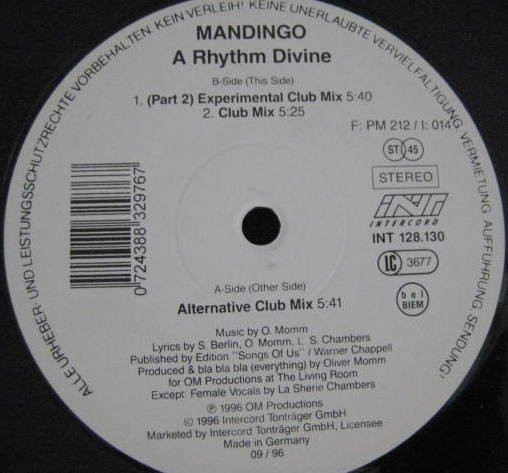 ALLE URHEBER- UND LEISTUNGSSCHUTZRECHTE VORBEHALTEN. KEIN VERLEIH! KEINE UNERLAUBTE VERVIELFÄLTIGUNG, VERMIETUNG, AUFFÜHRUNG, SENDUNG!
MANDINGO
A Rhythm Divine
B-Side (This Side)
1. (Part 2) Experimental Club Mix 5:40
2. Club Mix 5:25
F: PM 212 / I: 014
ST 45
STEREO
INT
INTERCORD
INT 128.130
LC 3677
bel
BIEM
0 724388 329767
A-Side (Other Side)
Alternative Club Mix 5:41
Music by O. Momm
Lyrics by S. Berlin, O. Momm, L. S. Chambers
Published by Edition "Songs Of Us" / Warner Chappell
Produced & bla bla bla (everything) by Oliver Momm
for OM Productions at The Living Room
Except: Female Vocals by La Sherie Chambers
℗ 1996 OM Productions
© 1996 Intercord Tonträger GmbH
Marketed by Intercord Tonträger GmbH, Licensee
Made in Germany
09 / 96